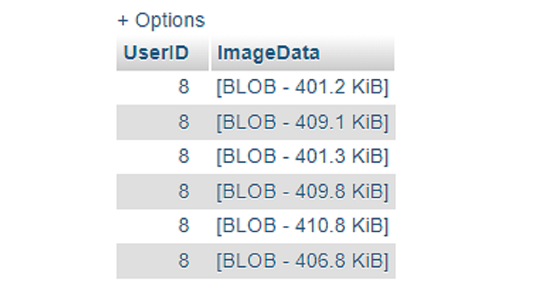 + Options
UserID ImageData
8 [BLOB - 401.2 KiB]
8 [BLOB - 409.1 KiB]
8 [BLOB - 401.3 KiB]
8 [BLOB - 409.8 KiB]
8 [BLOB - 410.8 KiB]
8 [BLOB - 406.8 KiB]